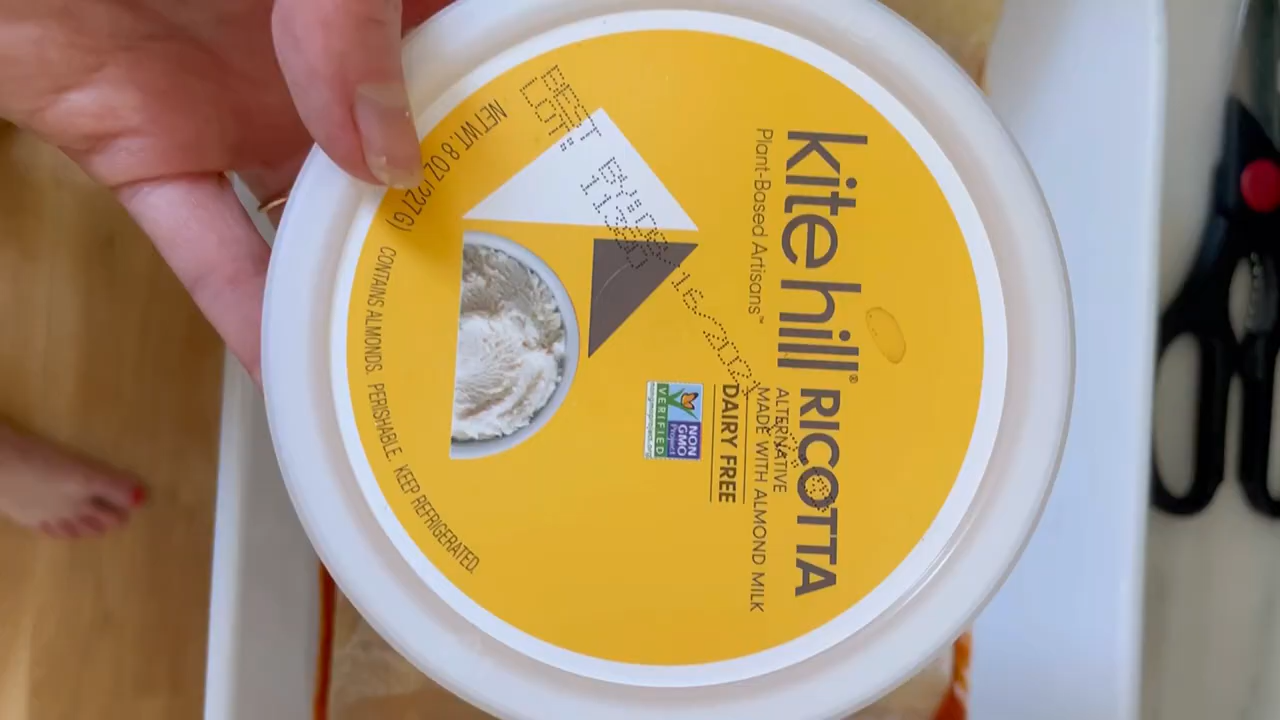 kite hill®
Plant-Based Artisans™
RICOTTA
ALTERNATIVE
MADE WITH ALMOND MILK
DAIRY FREE
NON
GMO
Project
VERIFIED
BEST BY:
LOT:
NET WT. 8 OZ (227G)
CONTAINS ALMONDS. PERISHABLE. KEEP REFRIGERATED.